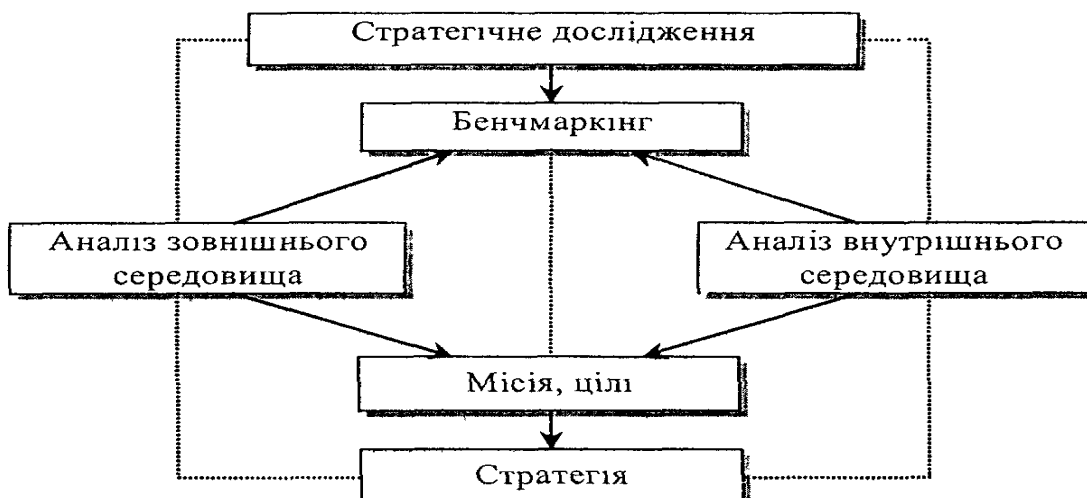 Стратегічне дослідження
Бенчмаркінг
Аналіз зовнішнього
середовища
Аналіз внутрішнього
середовища
Місія, цілі
Стратегія